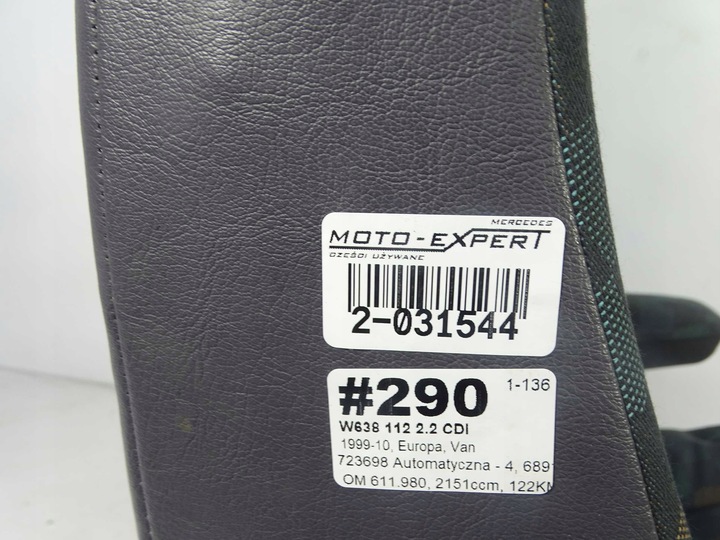 MERCEDES
MOTO-EXPERT
CZĘŚCI UŻYWANE
2-031544
#290 1-136
W638 112 2.2 CDI
1999-10, Europa, Van
723698 Automatyczna - 4, 689
OM 611.980, 2151ccm, 122KM